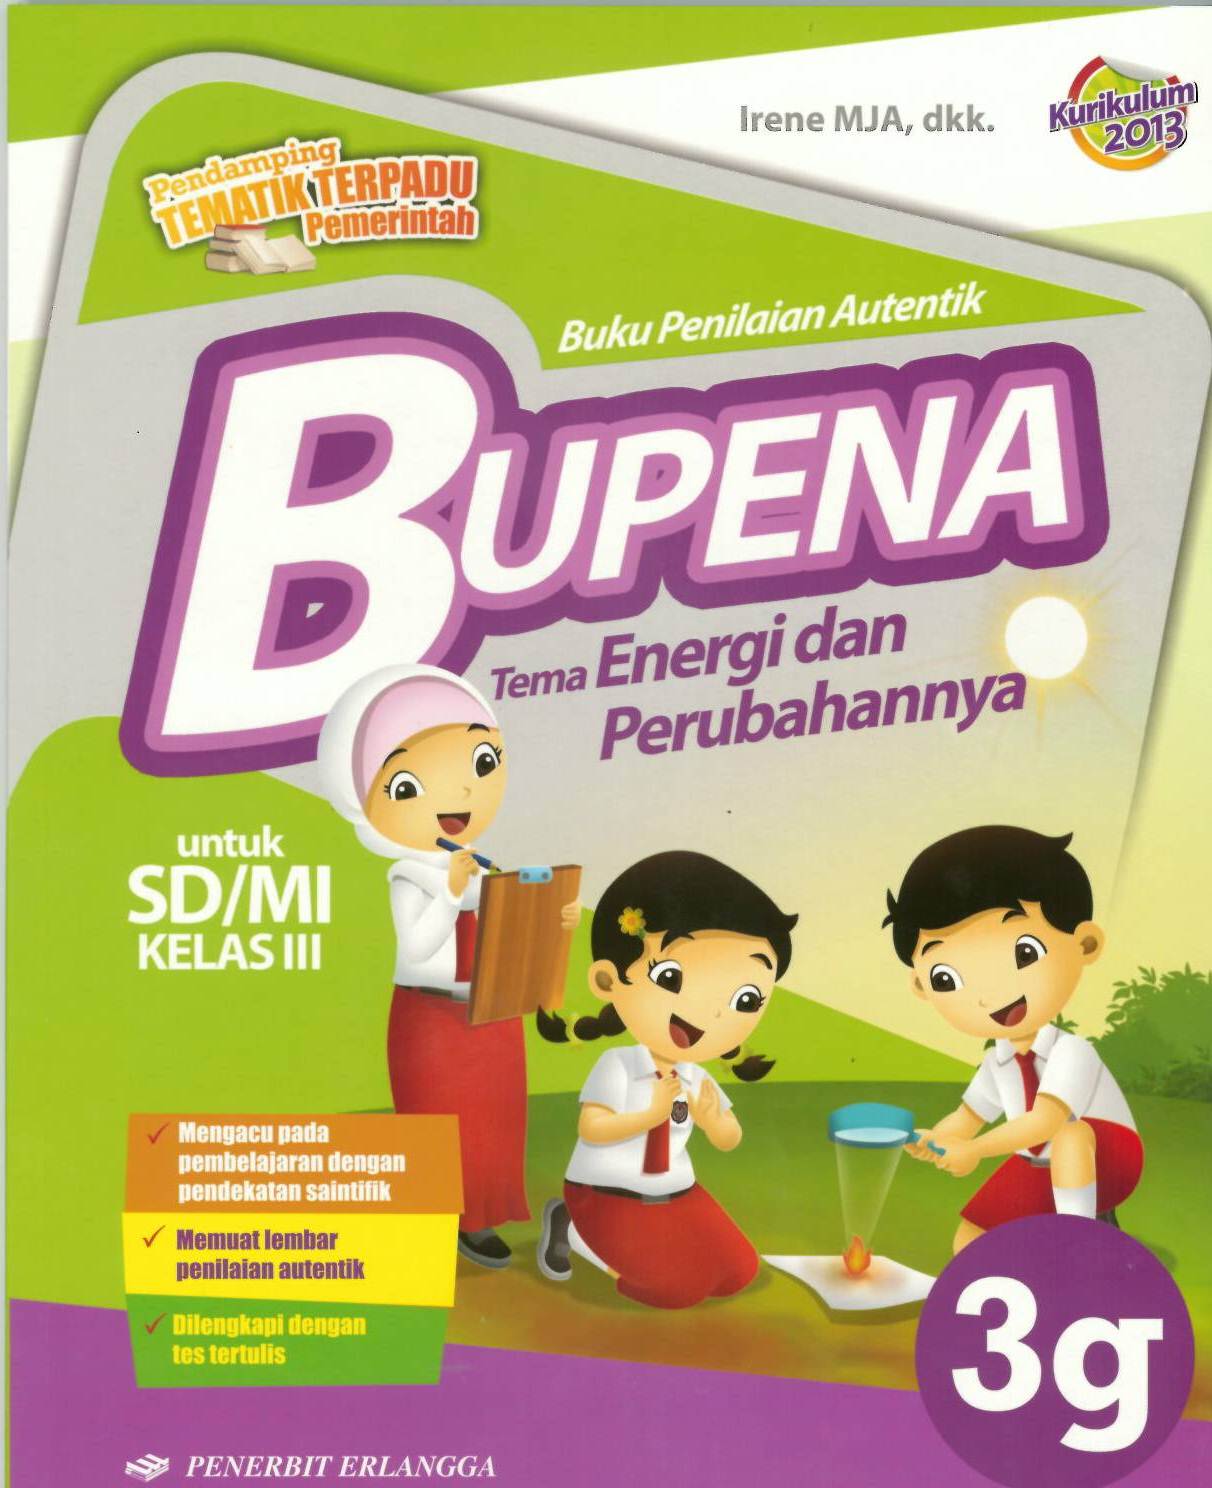 Irene MJA, dkk.
Kurikulum
2013
Pendamping
TEMATIK TERPADU
Pemerintah
Buku Penilaian Autentik
BUPENA
Tema Energi dan
Perubahannya
untuk
SD/MI
KELAS III
✓ Mengacu pada
pembelajaran dengan
pendekatan saintifik
✓ Memuat lembar
penilaian autentik
✓ Dilengkapi dengan
tes tertulis
3g
PENERBIT ERLANGGA